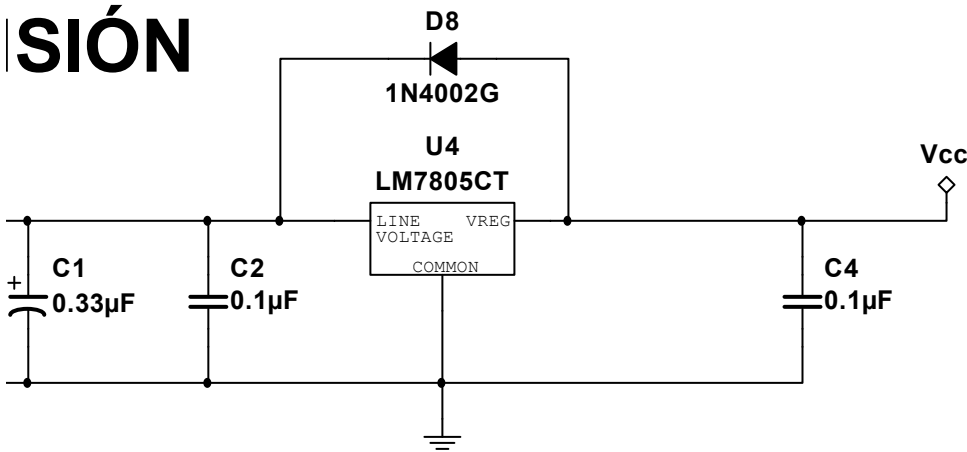 SIÓN
D8
1N4002G
U4
LM7805CT
Vcc
LINE VREG
VOLTAGE
COMMON
+
C1
0.33µF
C2
0.1µF
C4
0.1µF